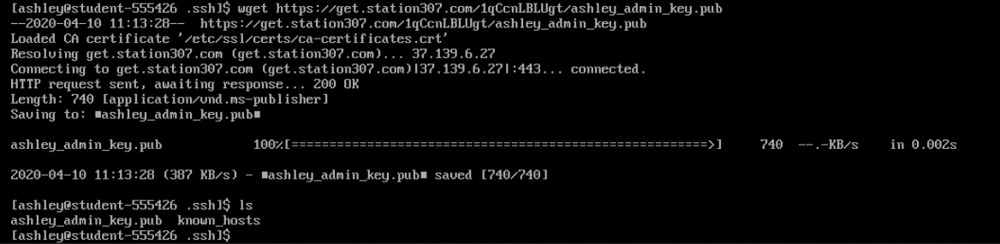 [ashley@student-555426 .ssh]$ wget https://get.station307.com/1qCcnLBLUgt/ashley_admin_key.pub
--2020-04-10 11:13:28--  https://get.station307.com/1qCcnLBLUgt/ashley_admin_key.pub
Loaded CA certificate '/etc/ssl/certs/ca-certificates.crt'
Resolving get.station307.com (get.station307.com)... 37.139.6.27
Connecting to get.station307.com (get.station307.com)|37.139.6.27|:443... connected.
HTTP request sent, awaiting response... 200 OK
Length: 740 [application/vnd.ms-publisher]
Saving to: ■ashley_admin_key.pub■
ashley_admin_key.pub 100%[===================================================>] 740 --.-KB/s in 0.002s
2020-04-10 11:13:28 (387 KB/s) - ■ashley_admin_key.pub■ saved [740/740]
[ashley@student-555426 .ssh]$ ls
ashley_admin_key.pub  known_hosts
[ashley@student-555426 .ssh]$